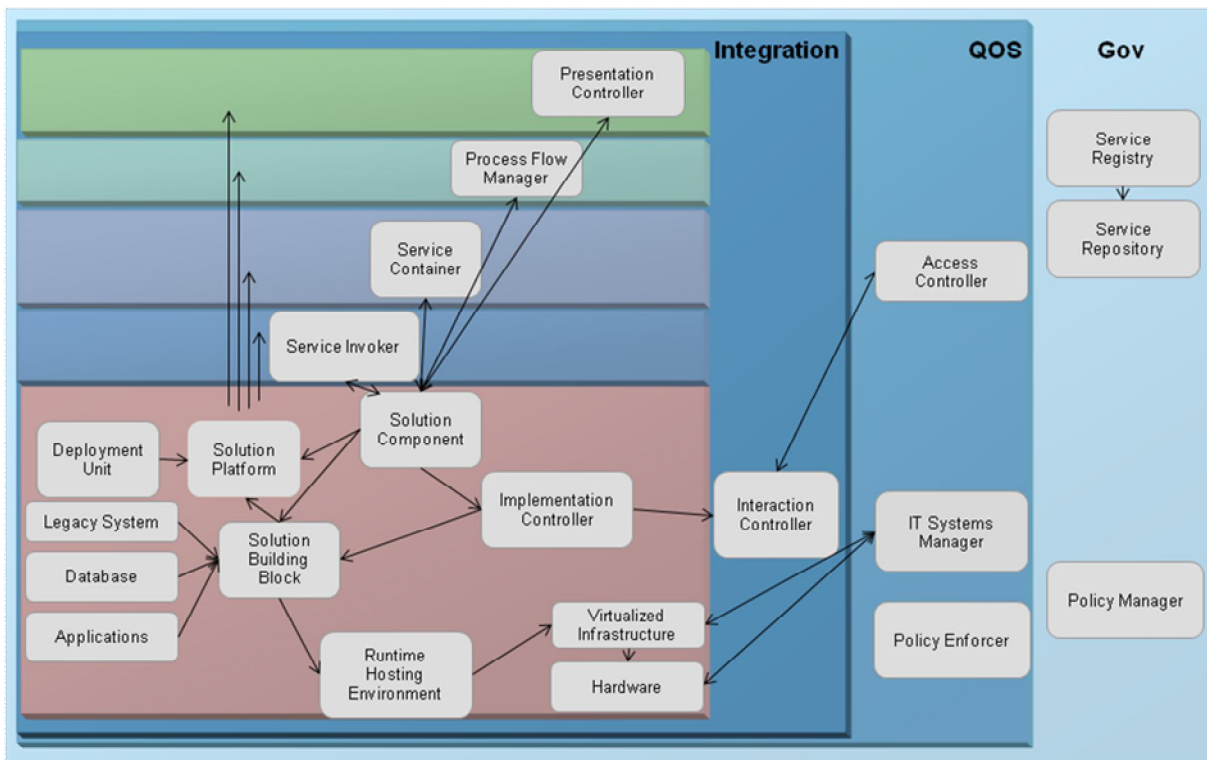 Integration
QOS
Gov
Presentation
Controller
Service
Registry
Process Flow
Manager
Service
Repository
Service
Container
Access
Controller
Service Invoker
Solution
Component
Deployment
Unit
Solution
Platform
Implementation
Controller
Interaction
Controller
Legacy System
Solution
Building
Block
IT Systems
Manager
Database
Applications
Virtualized
Infrastructure
Policy Manager
Policy Enforcer
Runtime
Hosting
Environment
Hardware